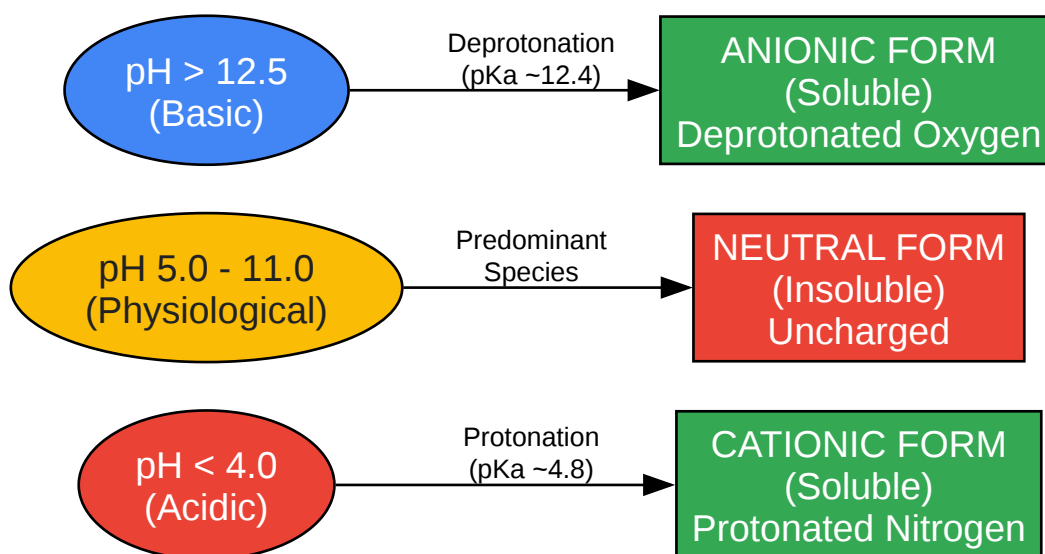 pH > 12.5
(Basic)
Deprotonation
(pKa ~12.4)
ANIONIC FORM
(Soluble)
Deprotonated Oxygen
pH 5.0 - 11.0
(Physiological)
Predominant
Species
NEUTRAL FORM
(Insoluble)
Uncharged
pH < 4.0
(Acidic)
Protonation
(pKa ~4.8)
CATIONIC FORM
(Soluble)
Protonated Nitrogen